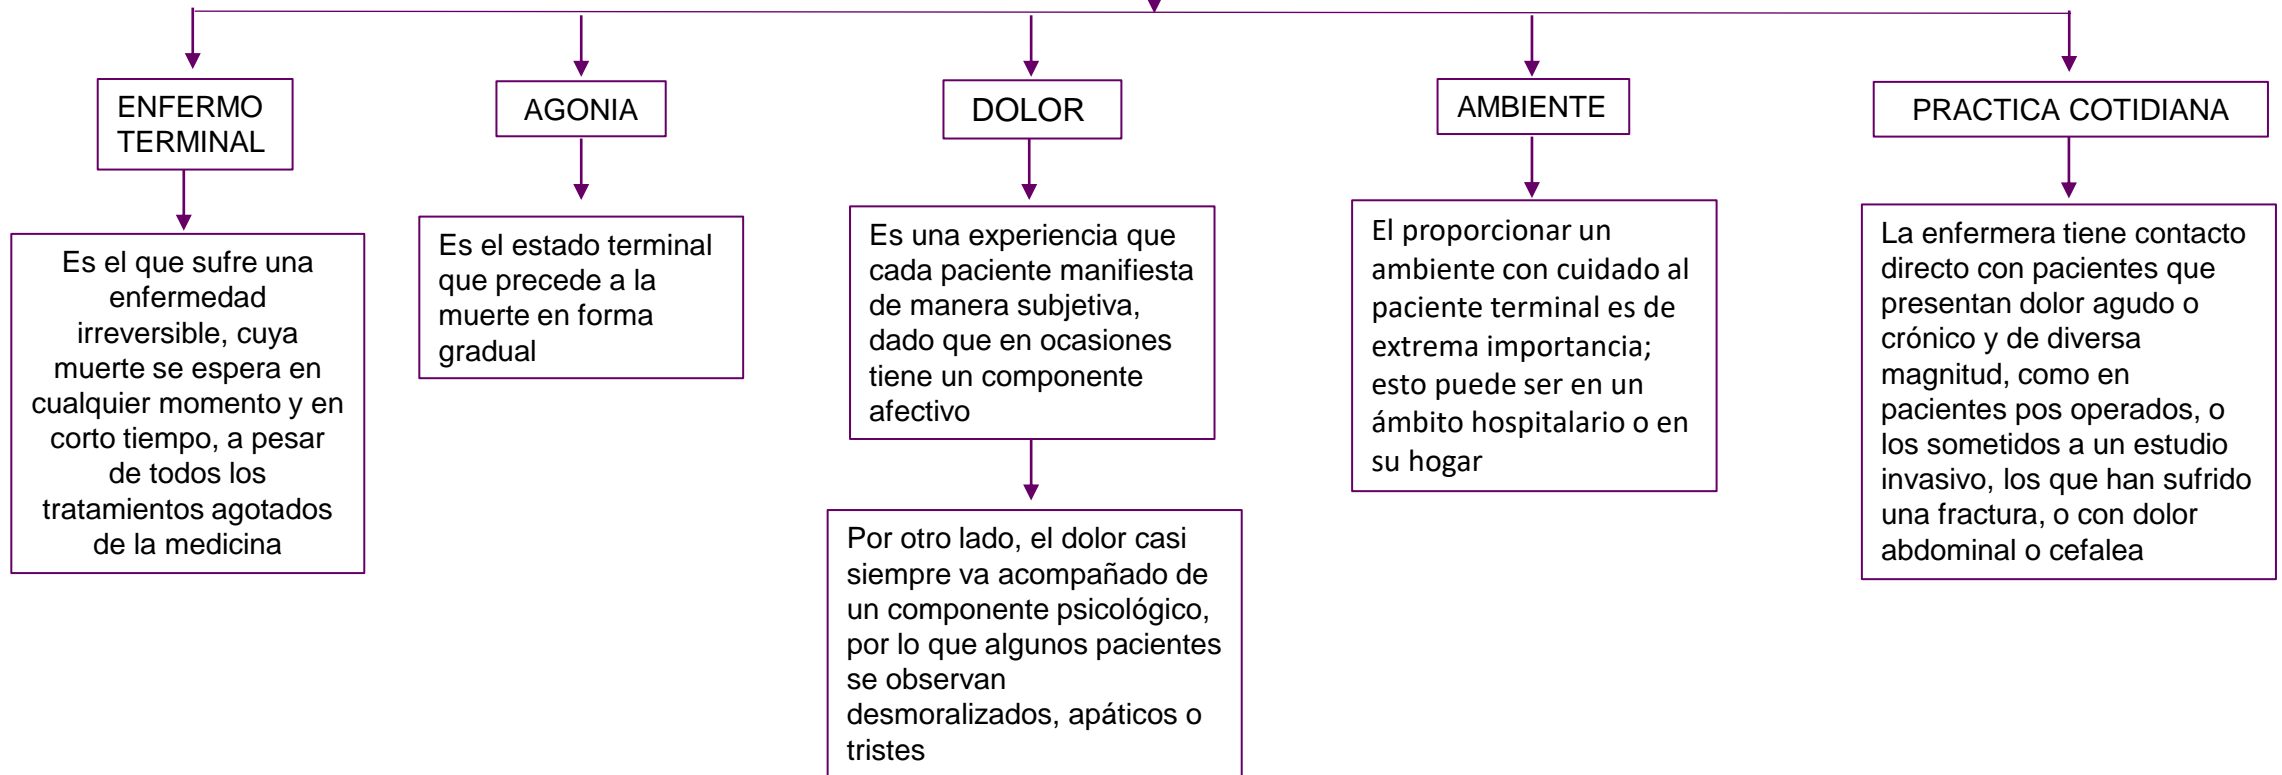 ENFERMO
TERMINAL
Es el que sufre una
enfermedad
irreversible, cuya
muerte se espera en
cualquier momento y en
corto tiempo, a pesar
de todos los
tratamientos agotados
de la medicina
AGONIA
Es el estado terminal
que precede a la
muerte en forma
gradual
DOLOR
Es una experiencia que
cada paciente manifiesta
de manera subjetiva,
dado que en ocasiones
tiene un componente
afectivo
Por otro lado, el dolor casi
siempre va acompañado de
un componente psicológico,
por lo que algunos pacientes
se observan
desmoralizados, apáticos o
tristes
AMBIENTE
El proporcionar un
ambiente con cuidado al
paciente terminal es de
extrema importancia;
esto puede ser en un
ámbito hospitalario o en
su hogar
PRACTICA COTIDIANA
La enfermera tiene contacto
directo con pacientes que
presentan dolor agudo o
crónico y de diversa
magnitud, como en
pacientes pos operados, o
los sometidos a un estudio
invasivo, los que han sufrido
una fractura, o con dolor
abdominal o cefalea